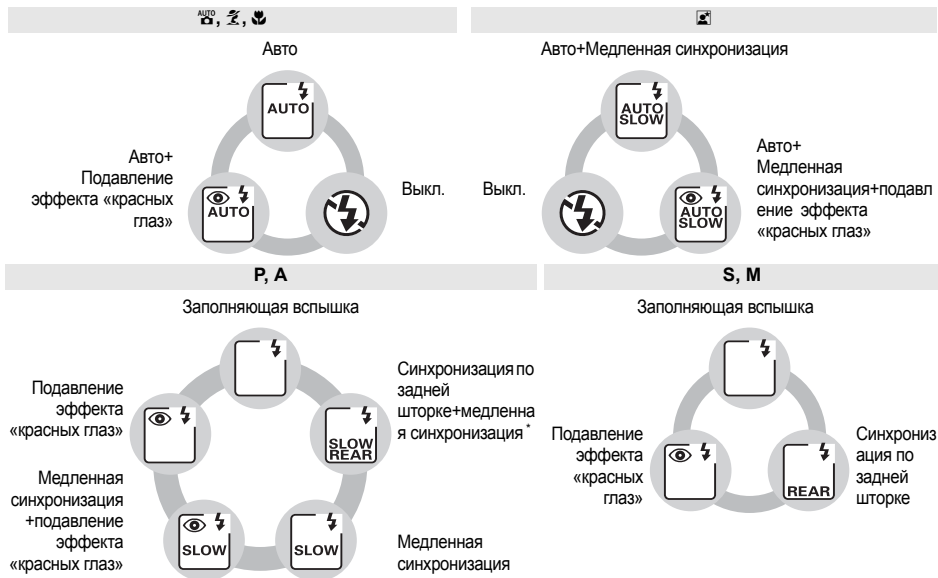 AUTO
Авто
AUTO
Авто+
Подавление
эффекта «красных
глаз»
AUTO
Выкл.
Авто+Медленная синхронизация
AUTO
SLOW
Выкл.
AUTO
SLOW
Авто+
Медленная
синхронизация+подавл
ение эффекта
«красных глаз»
P, A
Заполняющая вспышка
Подавление
эффекта
«красных глаз»
Синхронизация по
задней
шторке+медленна
я синхронизация *
SLOW
REAR
Медленная
синхронизация
+подавление
эффекта
«красных глаз»
SLOW
SLOW
Медленная
синхронизация
S, M
Заполняющая вспышка
Подавление
эффекта
«красных
глаз»
REAR
Синхрониз
ация по
задней
шторке